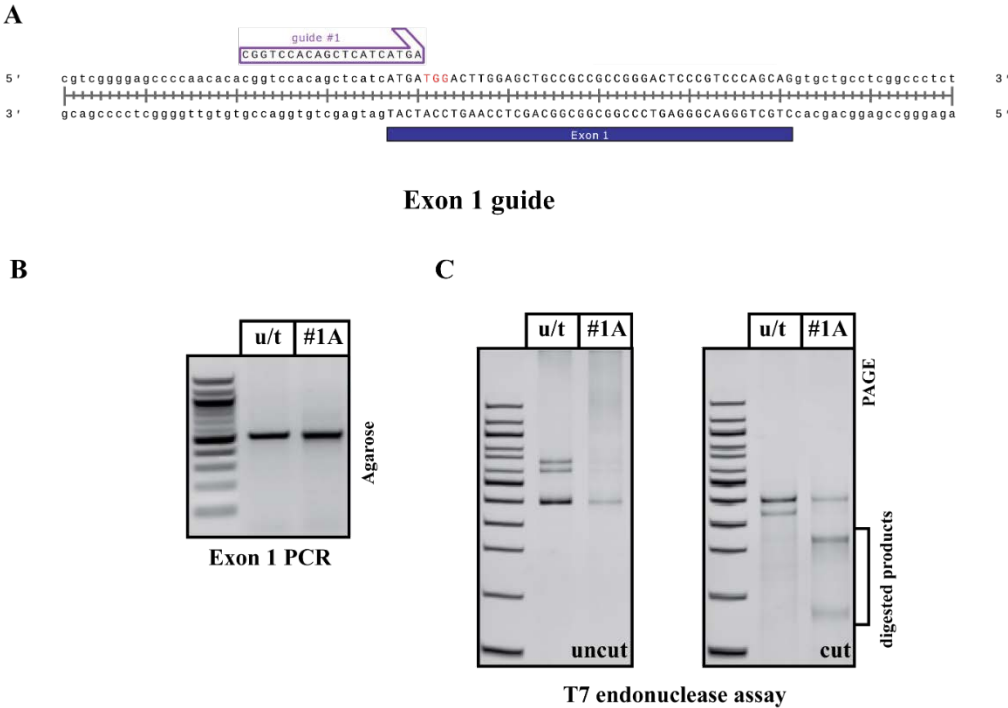 A
guide #1
CGGTCCACAGCTCATCATGA
5' cgtcggggagccccaacacacggtccacagctcatcATGATGGACTTGGAGCTGCCGCCGCCGGGACTCCCGTCCCAGCAGgtgctgcctcggccctct 3'
3' gcagcccctcggggttgtgtgccaggtgtcgagtagTACTACCTGAACCTCGACGGCGGCGGCCCTGAGGGCAGGGTCGTCcacgacggagccgggaga 5'
Exon 1
Exon 1 guide
B
u/t #1A
Agarose
Exon 1 PCR
C
u/t #1A
uncut
u/t #1A
cut
PAGE
digested products
T7 endonuclease assay